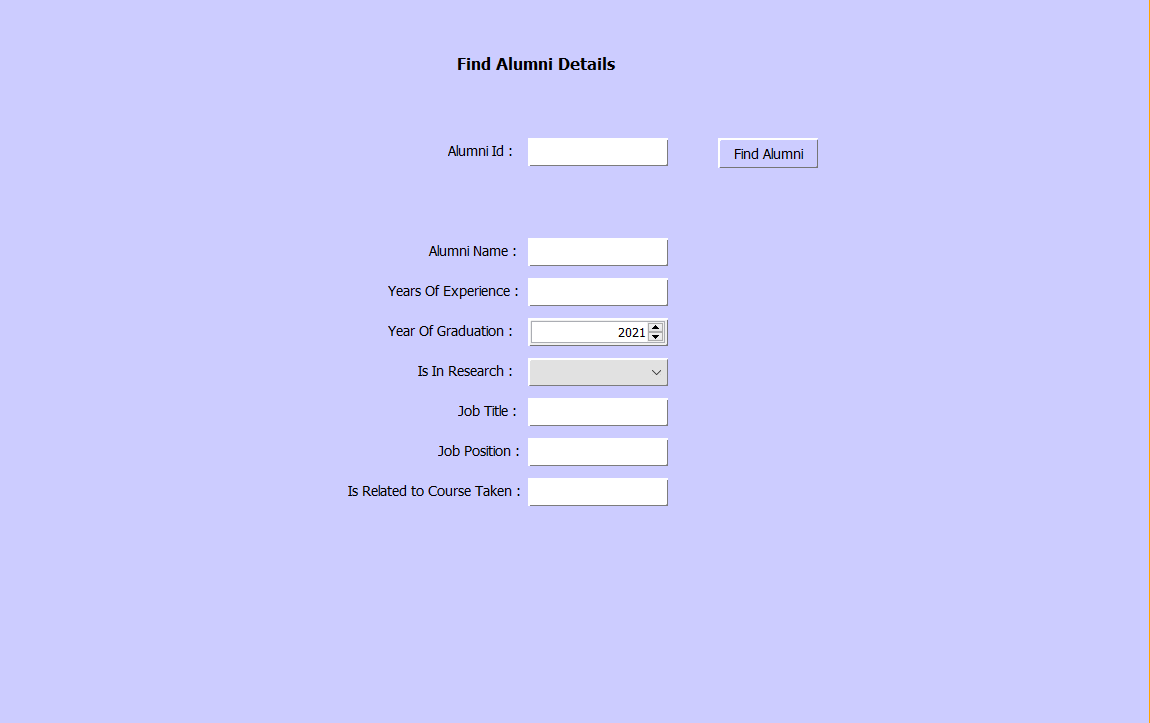 Find Alumni Details
Alumni Id : Find Alumni
Alumni Name :
Years Of Experience :
Year Of Graduation : 2021
Is In Research :
Job Title :
Job Position :
Is Related to Course Taken :